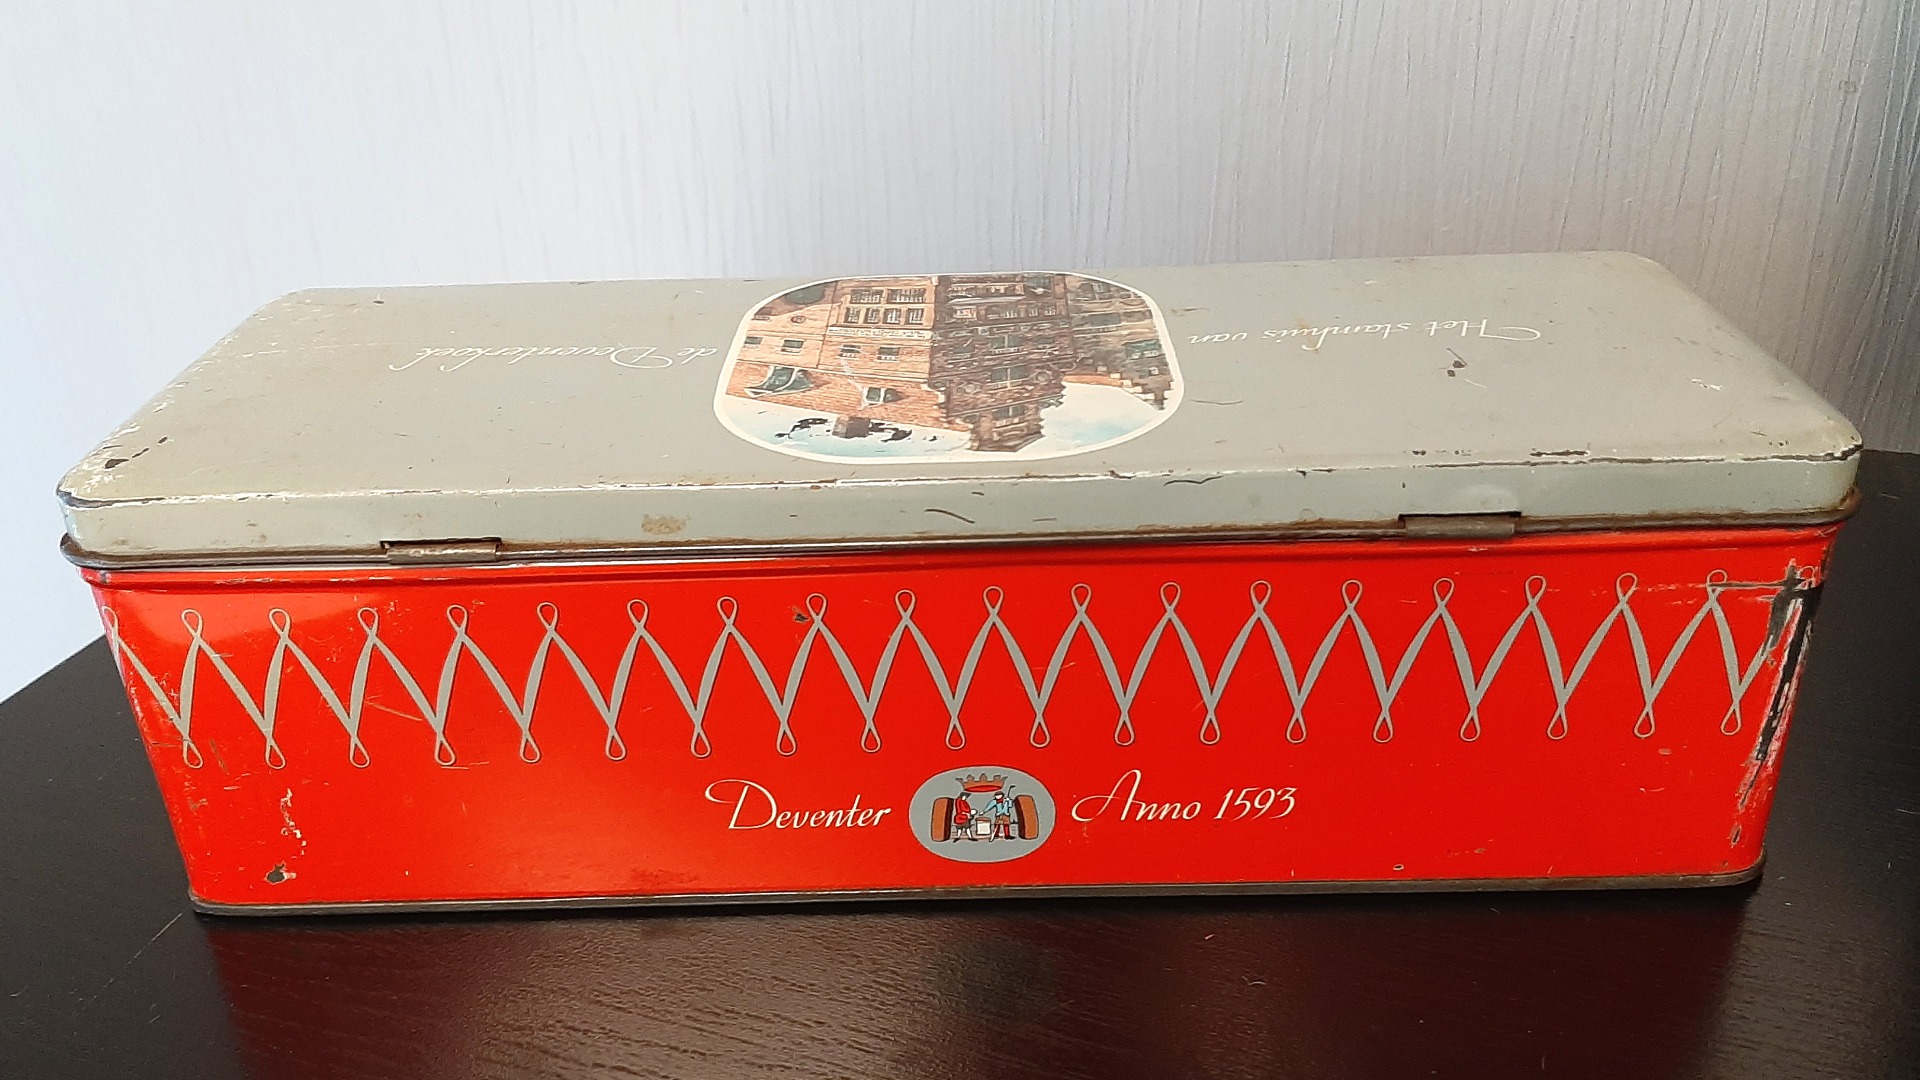 Het stamhuis van de Deventerkoek
Deventer Anno 1593